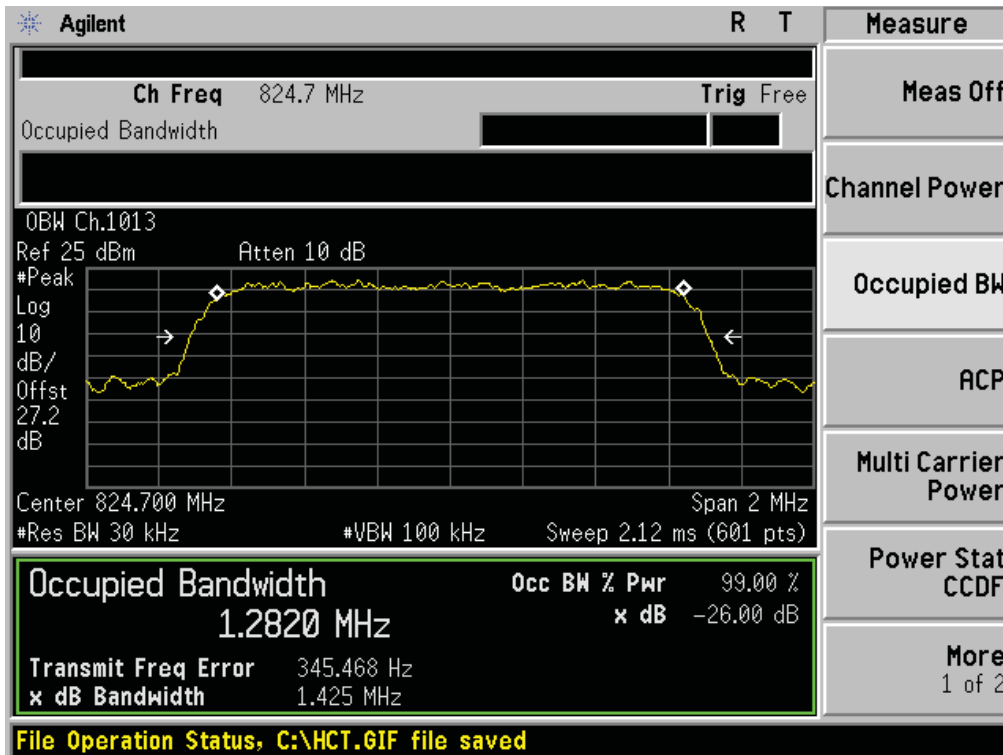 Agilent R T
Ch Freq 824.7 MHz Trig Free
Occupied Bandwidth
OBW Ch.1013
Ref 25 dBm Atten 10 dB
#Peak
Log
10
dB/
Offst
27.2
dB
Center 824.700 MHz Span 2 MHz
#Res BW 30 kHz #VBW 100 kHz Sweep 2.12 ms (601 pts)
Occupied Bandwidth Occ BW % Pwr 99.00 %
1.2820 MHz x dB -26.00 dB
Transmit Freq Error 345.468 Hz
x dB Bandwidth 1.425 MHz
File Operation Status, C:\HCT.GIF file saved
Measure
Meas Off
Channel Power
Occupied BW
ACP
Multi Carrier
Power
Power Stat
CCDF
More
1 of 2